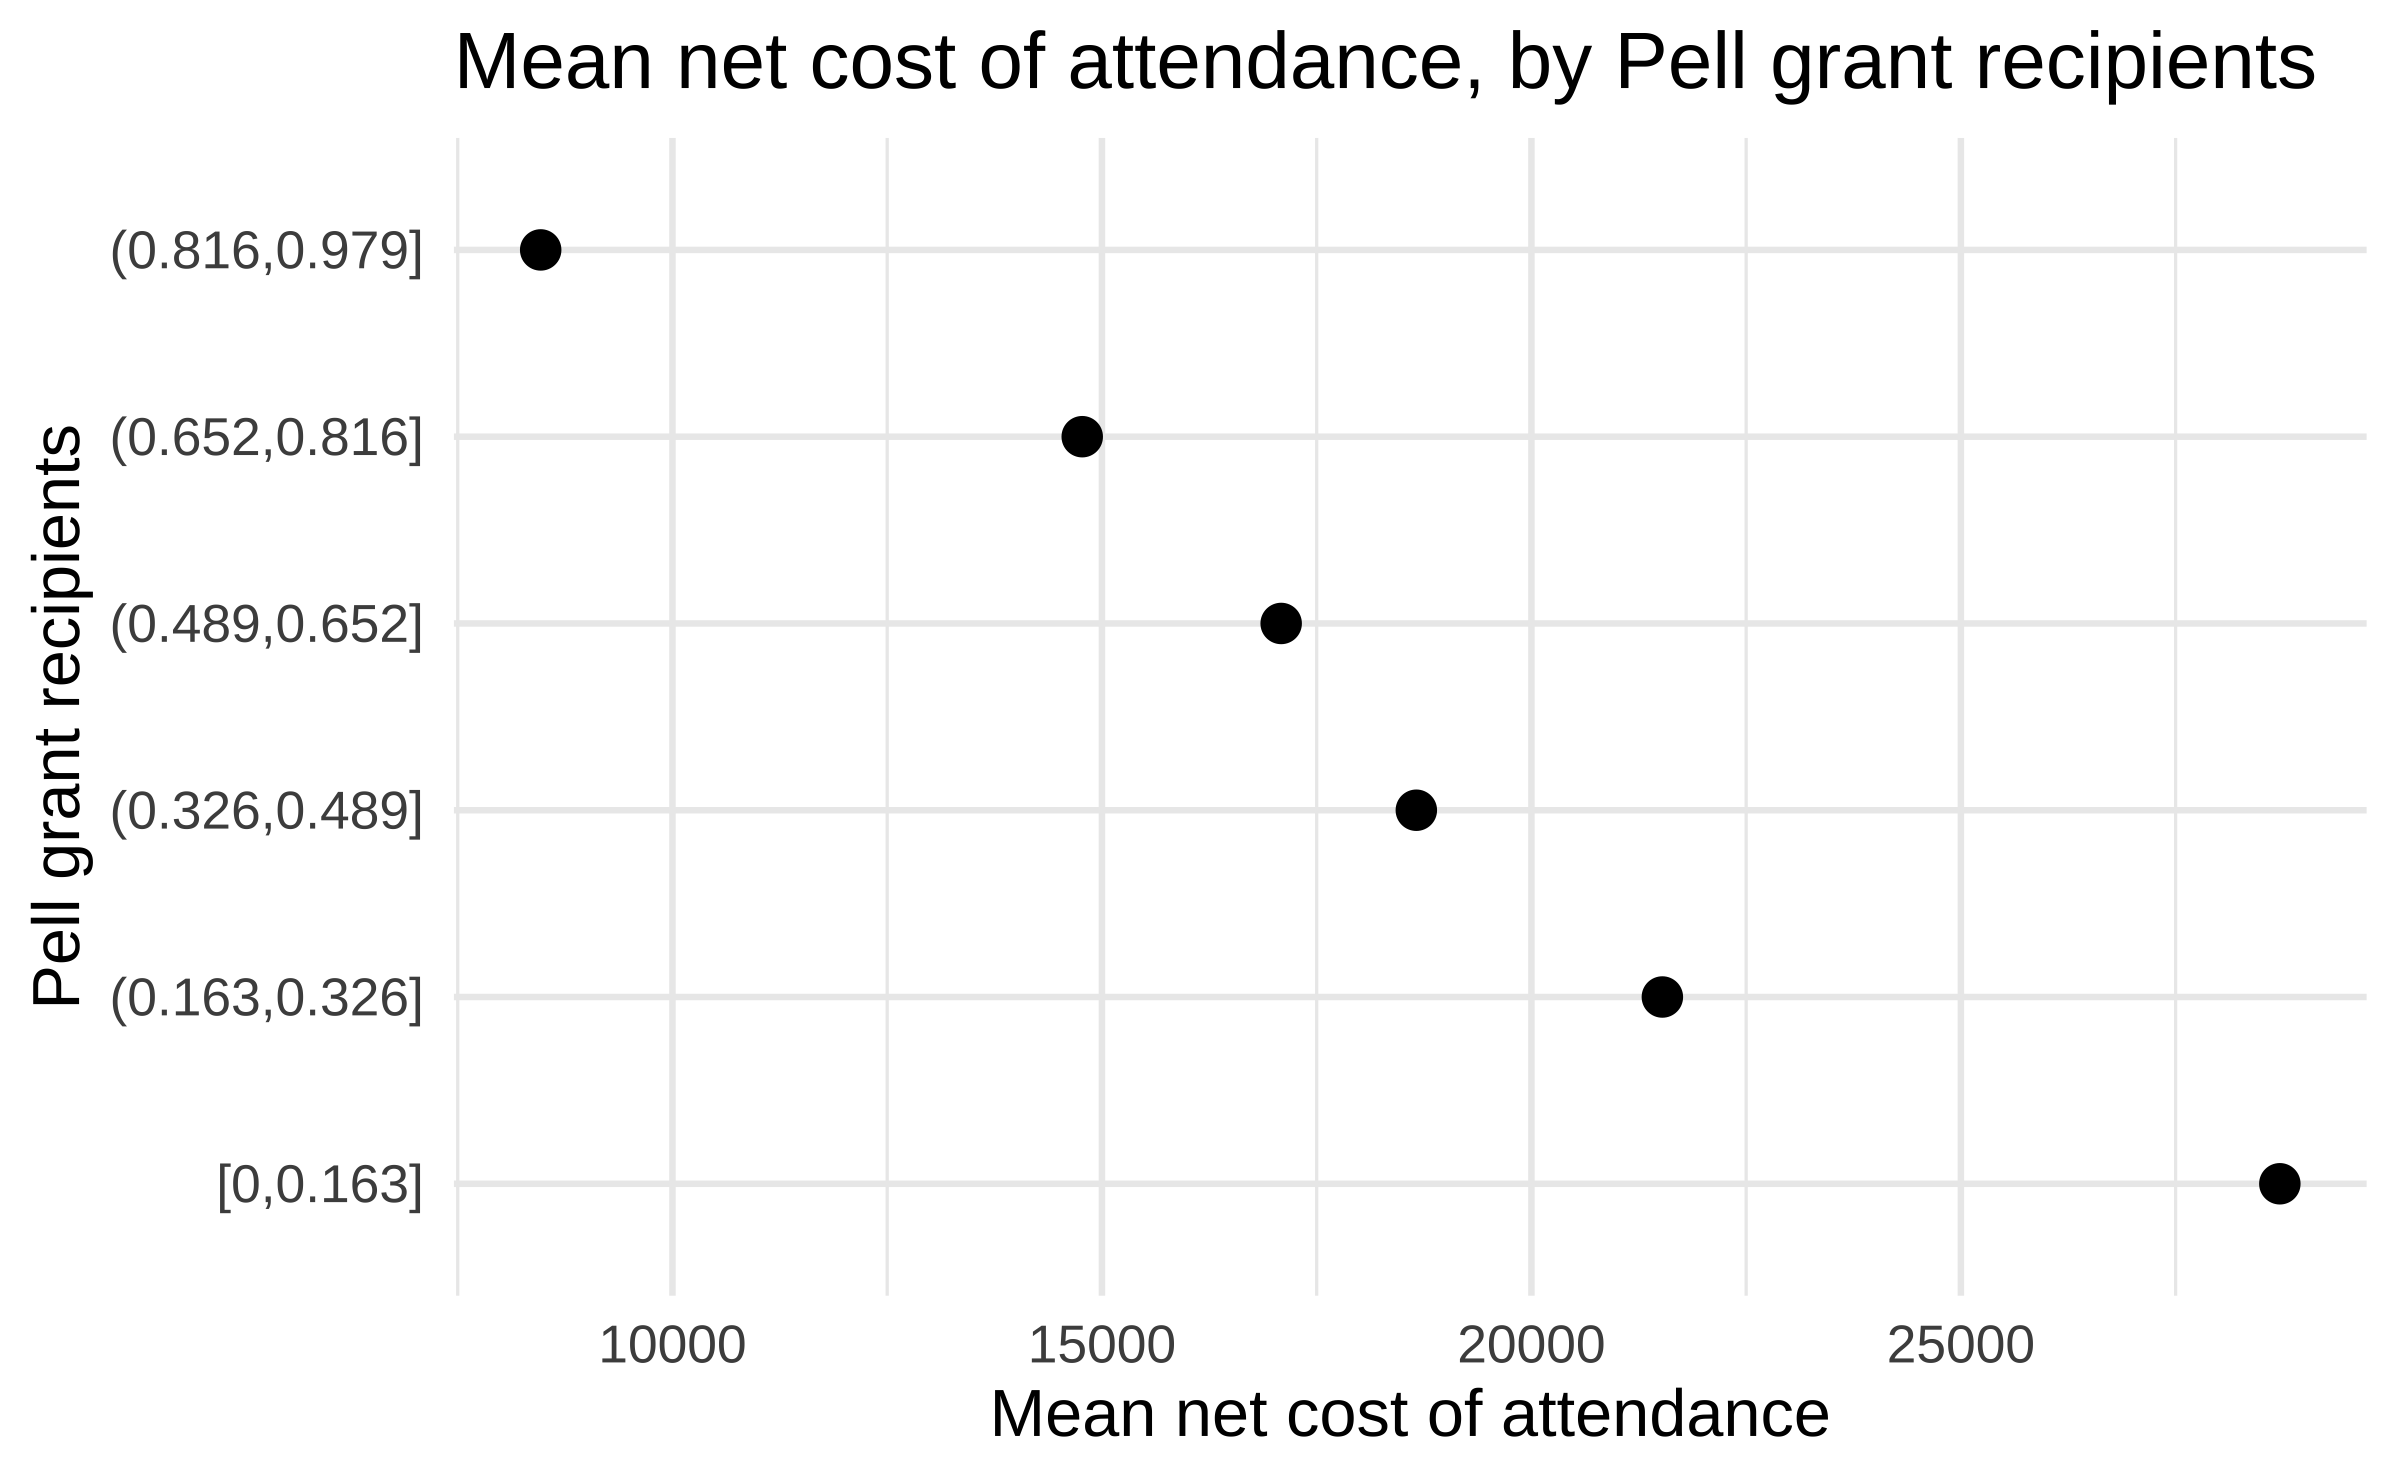 Mean net cost of attendance, by Pell grant recipients
Pell grant recipients
(0.816,0.979]
(0.652,0.816]
(0.489,0.652]
(0.326,0.489]
(0.163,0.326]
[0,0.163]
10000 15000 20000 25000
Mean net cost of attendance